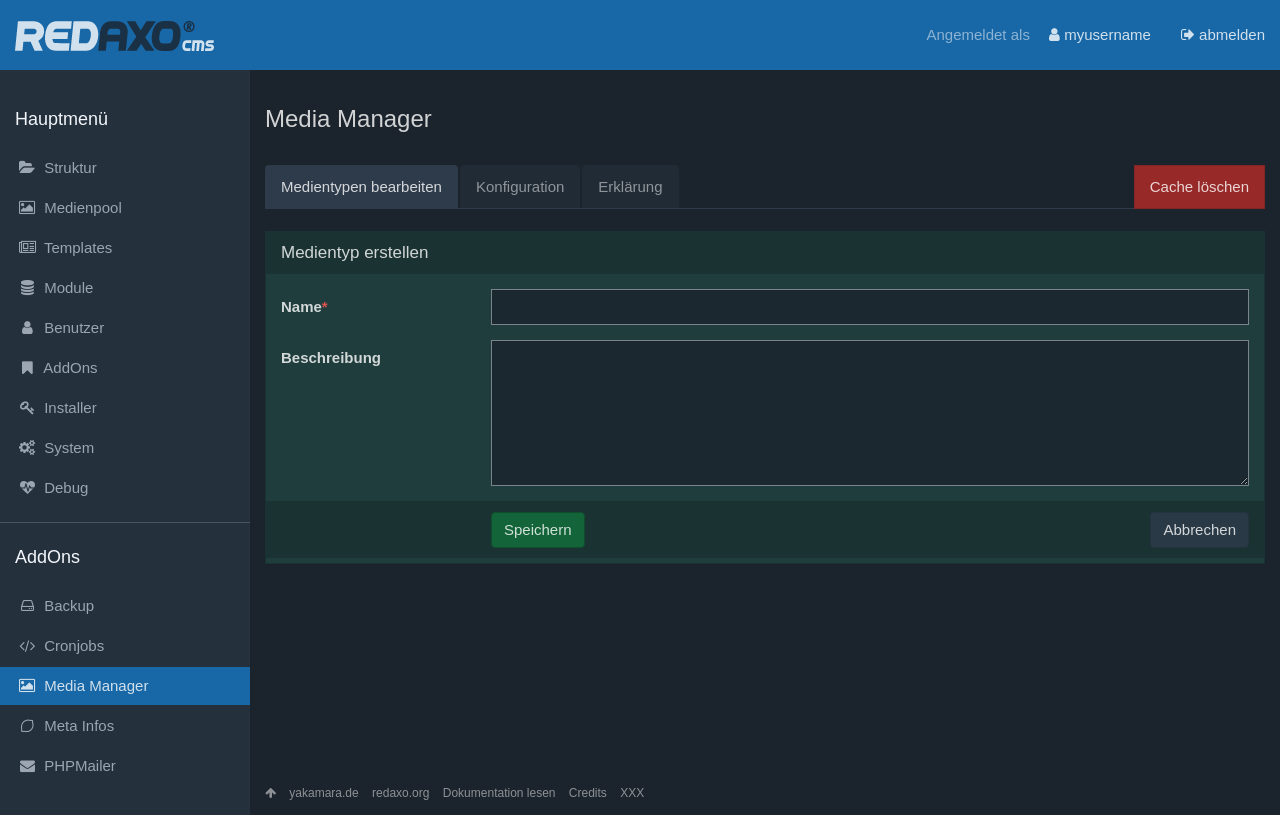 REDAXO® cms
Angemeldet als myusername abmelden
Hauptmenü
Struktur
Medienpool
Templates
Module
Benutzer
AddOns
Installer
System
Debug
AddOns
Backup
Cronjobs
Media Manager
Meta Infos
PHPMailer
Media Manager
Medientypen bearbeiten Konfiguration Erklärung Cache löschen
Medientyp erstellen
Name*
Beschreibung
Speichern Abbrechen
yakamara.de redaxo.org Dokumentation lesen Credits XXX